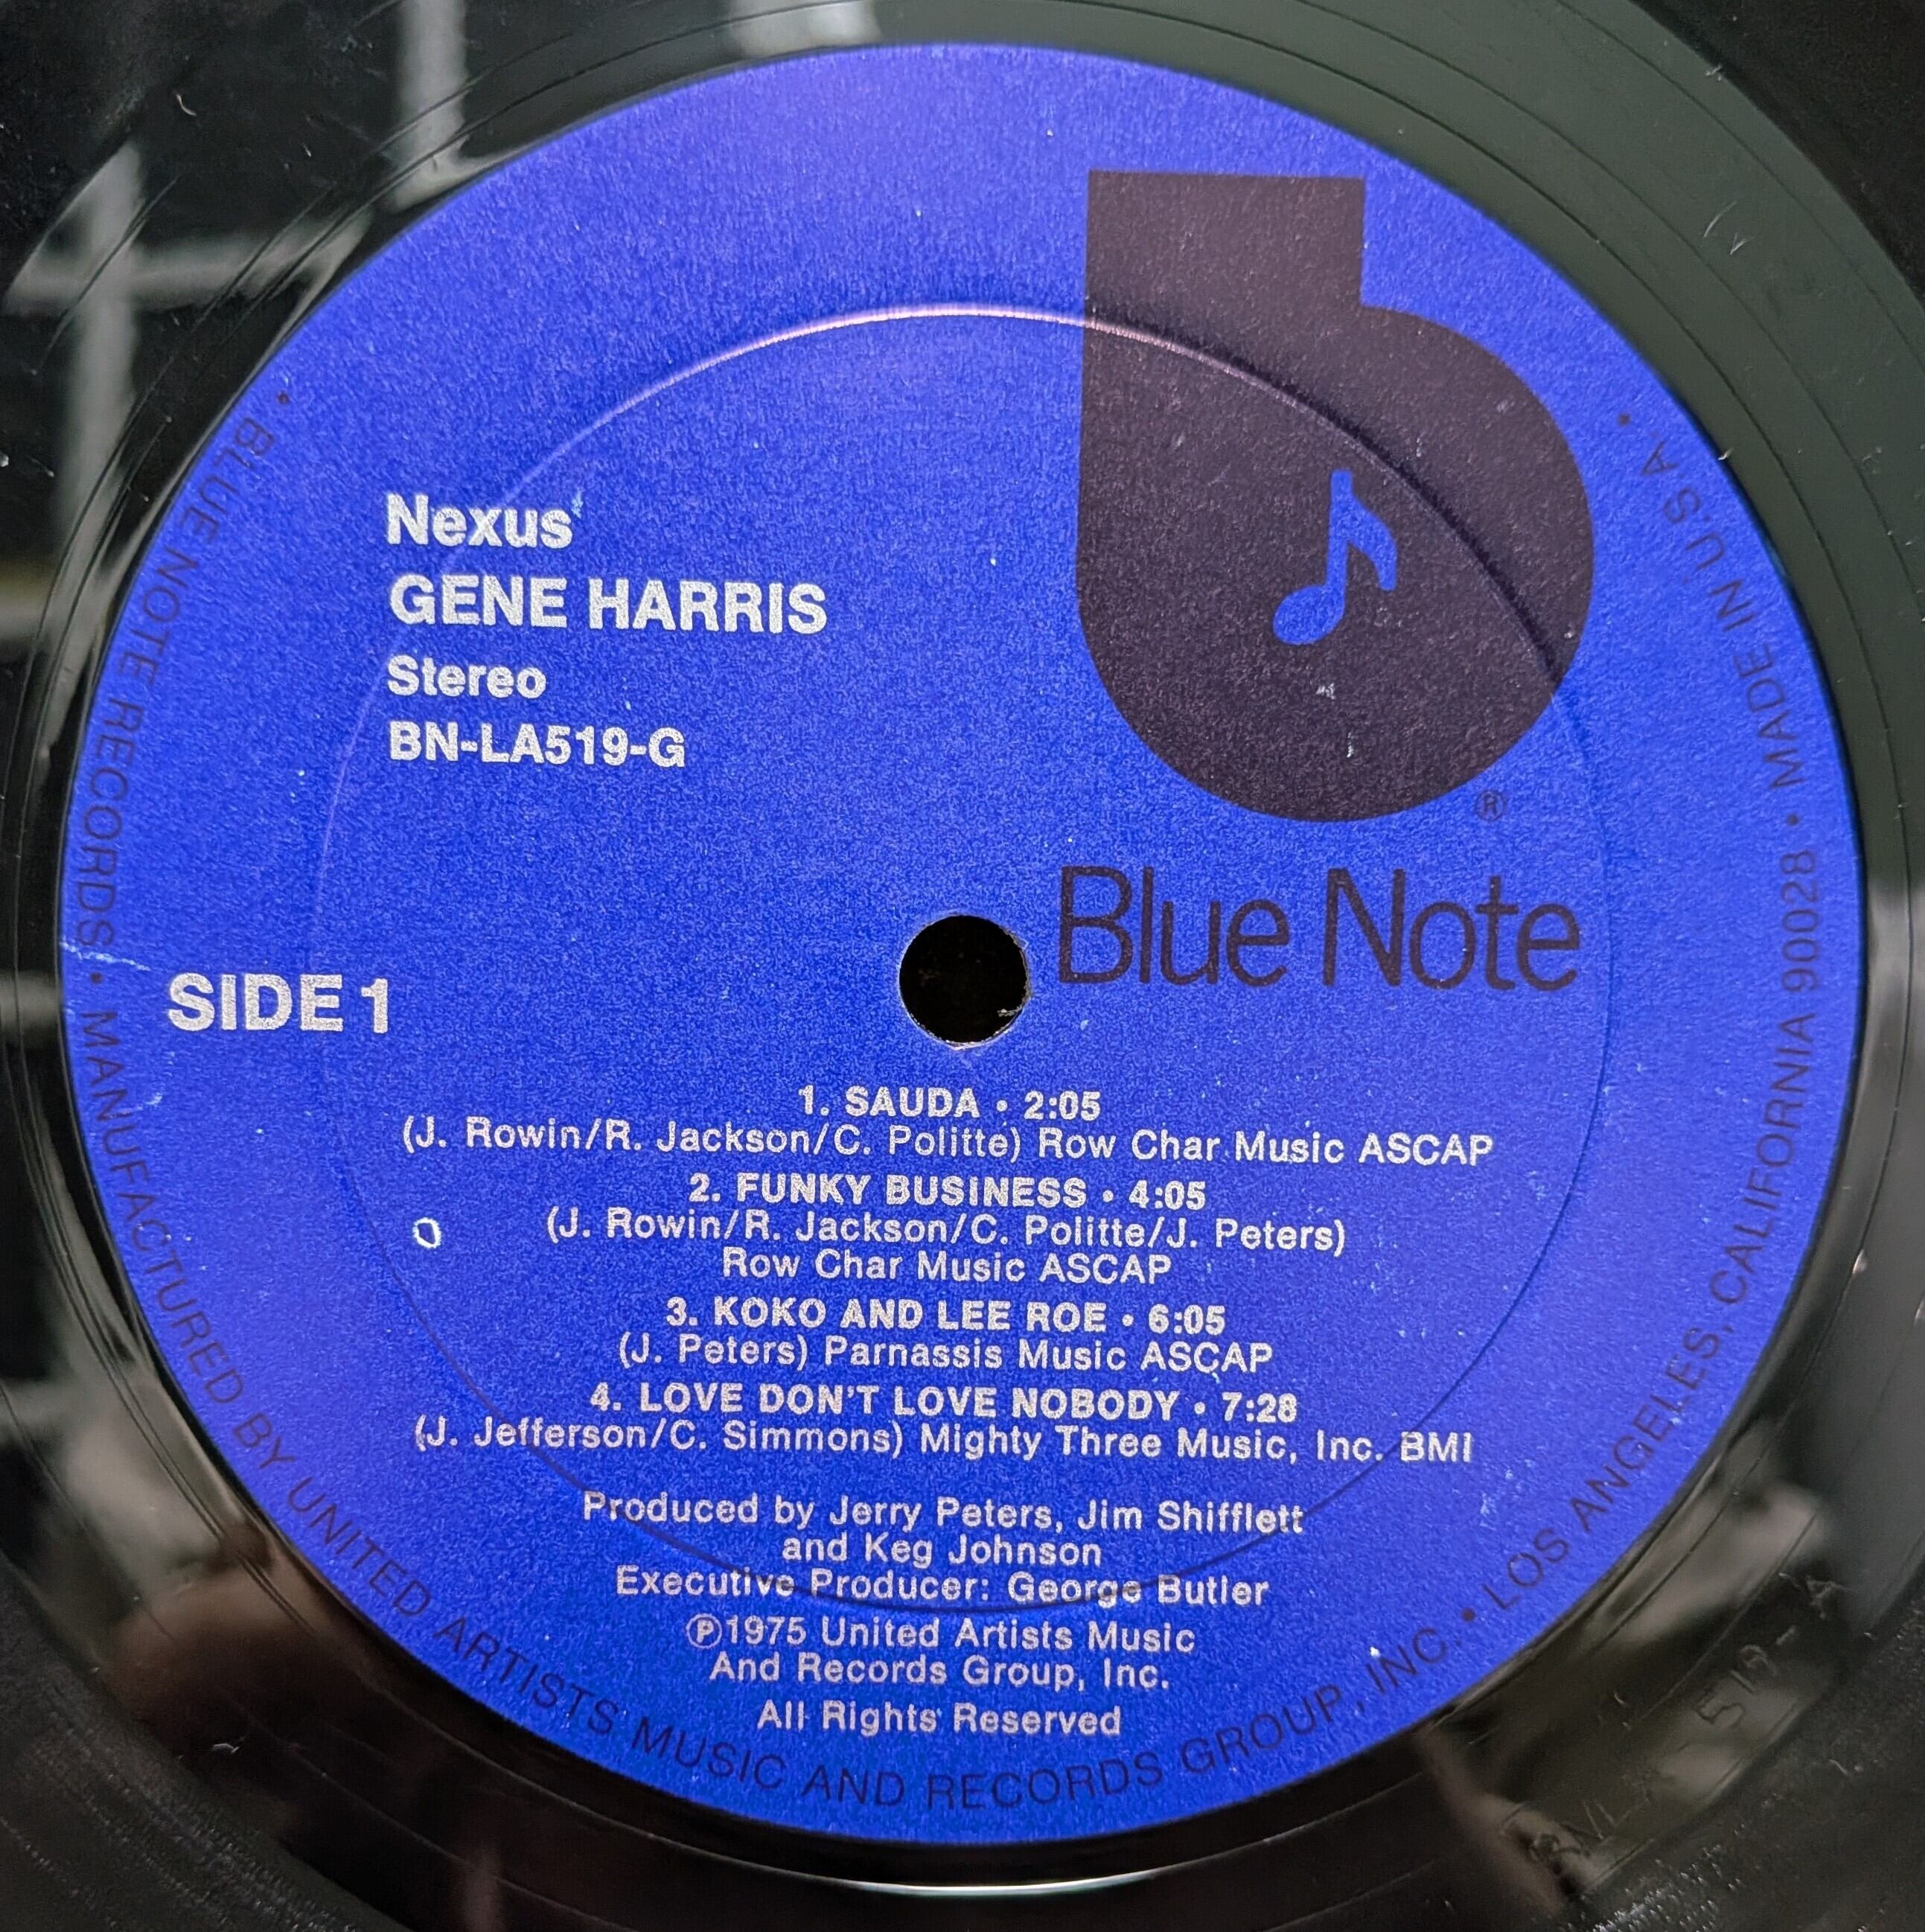 Nexus
GENE HARRIS
Stereo
BN-LA519-G
®
Blue Note
SIDE 1
1. SAUDA • 2:05
(J. Rowin/R. Jackson/C. Politte) Row Char Music ASCAP
2. FUNKY BUSINESS • 4:05
(J. Rowin/R. Jackson/C. Politte/J. Peters)
Row Char Music ASCAP
3. KOKO AND LEE ROE • 6:05
(J. Peters) Parnassis Music ASCAP
4. LOVE DON'T LOVE NOBODY • 7:28
(J. Jefferson/C. Simmons) Mighty Three Music, Inc. BMI
Produced by Jerry Peters, Jim Shifflett
and Keg Johnson
Executive Producer: George Butler
℗1975 United Artists Music
And Records Group, Inc.
All Rights Reserved
• BLUE NOTE RECORDS • MANUFACTURED BY UNITED ARTISTS MUSIC AND RECORDS GROUP, INC. • LOS ANGELES, CALIFORNIA 90028 • MADE IN U.S.A •